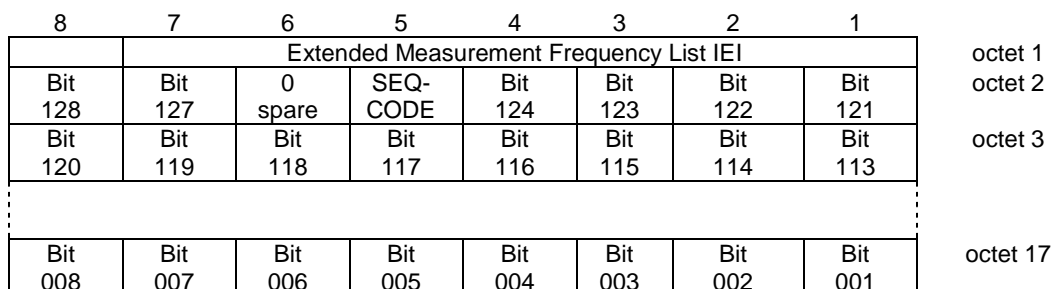 8 7 6 5 4 3 2 1
Extended Measurement Frequency List IEI octet 1
Bit Bit 0 SEQ- Bit Bit Bit Bit octet 2
128 127 spare CODE 124 123 122 121
Bit Bit Bit Bit Bit Bit Bit Bit octet 3
120 119 118 117 116 115 114 113
Bit Bit Bit Bit Bit Bit Bit Bit octet 17
008 007 006 005 004 003 002 001